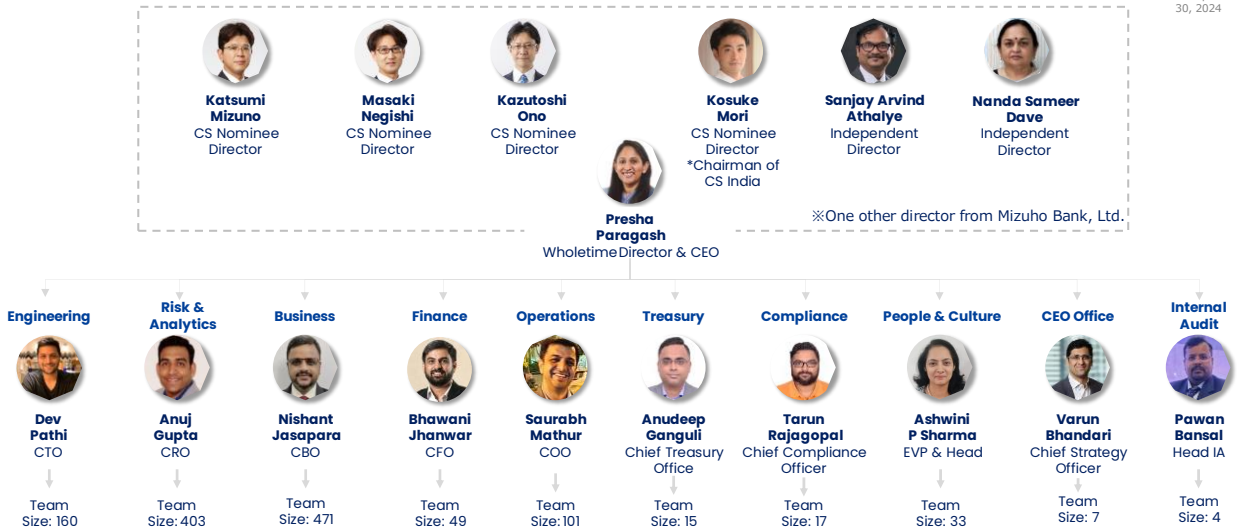 30, 2024
Katsumi
Mizuno
CS Nominee
Director
Masaki
Negishi
CS Nominee
Director
Kazutoshi
Ono
CS Nominee
Director
Kosuke
Mori
CS Nominee
Director
*Chairman of
CS India
Sanjay Arvind
Athalye
Independent
Director
Nanda Sameer
Dave
Independent
Director
Presha
Paragash
WholetimeDirector & CEO
※One other director from Mizuho Bank, Ltd.
Engineering
Dev
Pathi
CTO
Team
Size: 160
Risk &
Analytics
Anuj
Gupta
CRO
Team
Size:403
Business
Nishant
Jasapara
CBO
Team
Size: 471
Finance
Bhawani
Jhanwar
CFO
Team
Size: 49
Operations
Saurabh
Mathur
COO
Team
Size:101
Treasury
Anudeep
Ganguli
Chief Treasury
Office
Team
Size: 15
Compliance
Tarun
Rajagopal
Chief Compliance
Officer
Team
Size: 17
People & Culture
Ashwini
P Sharma
EVP & Head
Team
Size: 33
CEO Office
Varun
Bhandari
Chief Strategy
Officer
Team
Size: 7
Internal
Audit
Pawan
Bansal
Head IA
Team
Size: 4